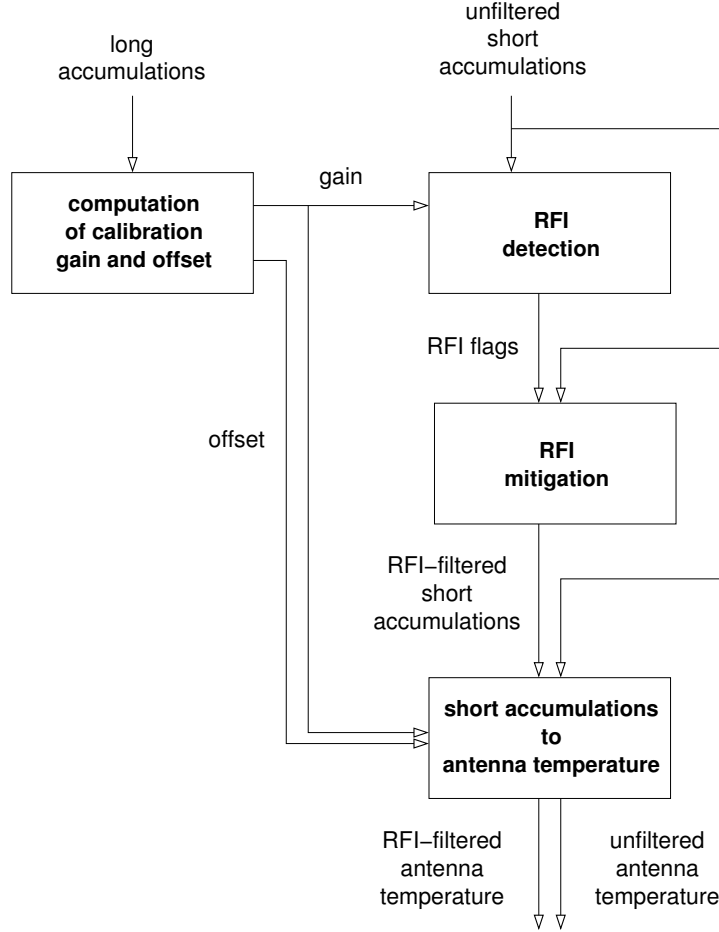 long
accumulations
unfiltered
short
accumulations
computation
of calibration
gain and offset
gain
RFI
detection
RFI flags
offset
RFI
mitigation
RFI−filtered
short
accumulations
short accumulations
to
antenna temperature
RFI−filtered
antenna
temperature
unfiltered
antenna
temperature